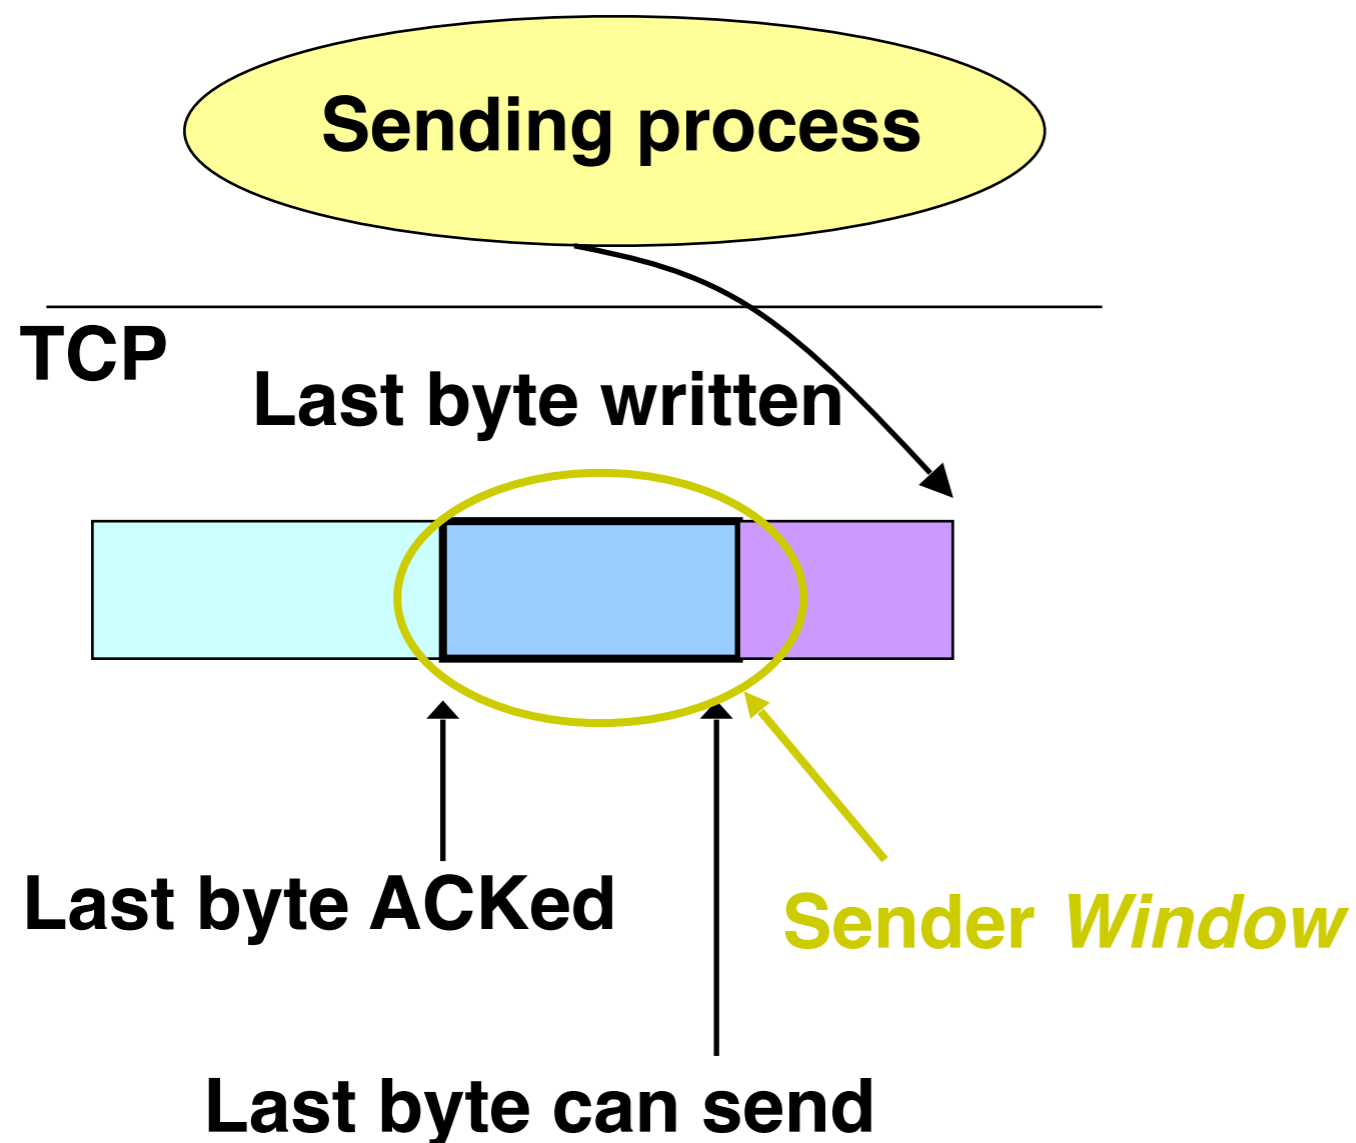 Sending process
TCP
Last byte written
Last byte ACKed
Sender Window
Last byte can send